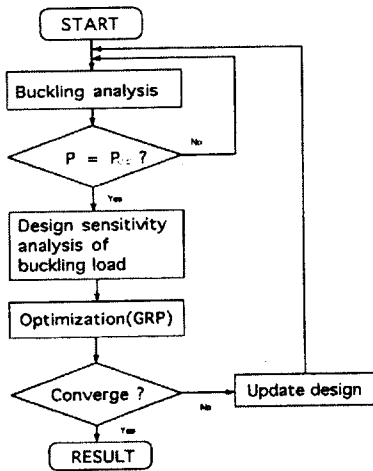 START
Buckling analysis
P = P ?
No
Yes
Design sensitivity
analysis of
buckling load
Optimization(GRP)
Converge ?
No
Update design
Yes
RESULT